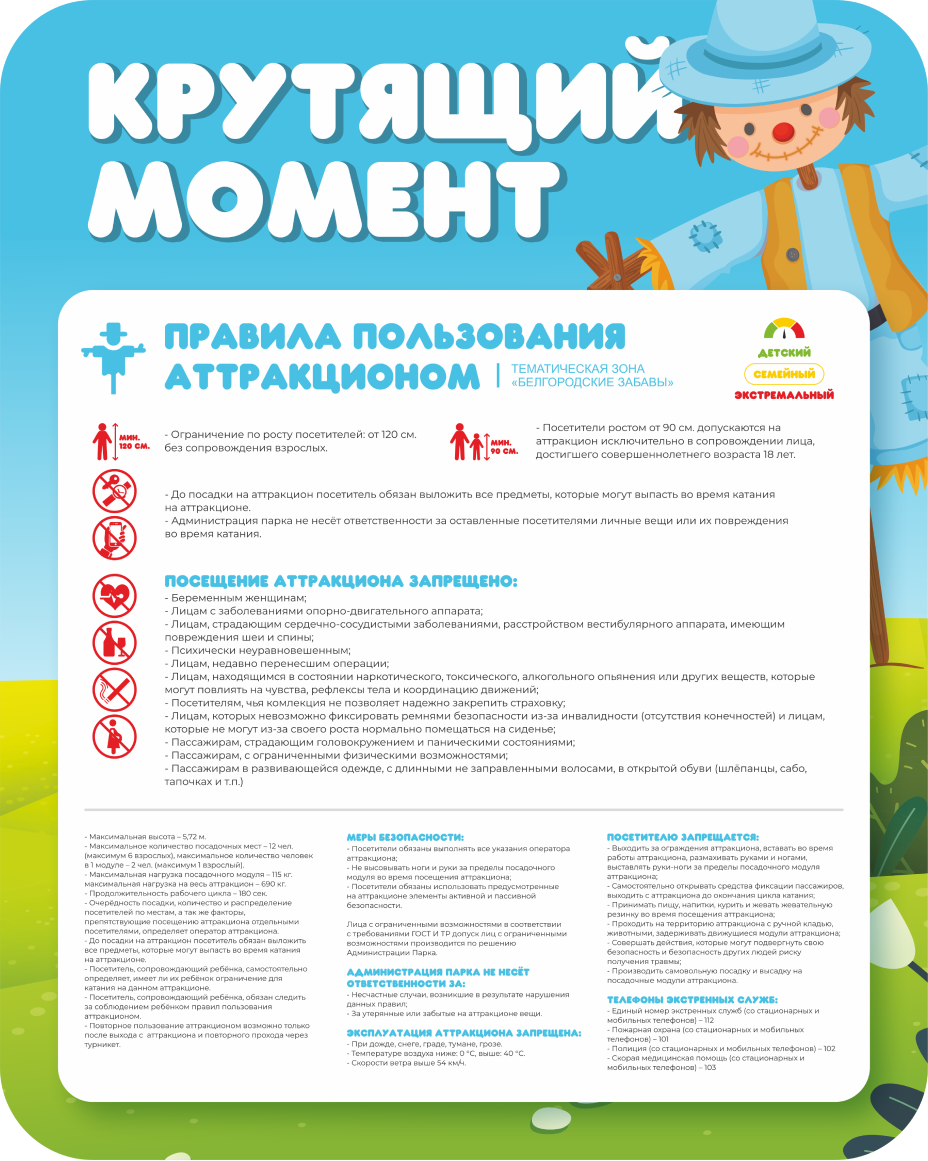 КРУТЯЩИЙ
МОМЕНТ
ПРАВИЛА ПОЛЬЗОВАНИЯ
АТТРАКЦИОНОМ
ТЕМАТИЧЕСКАЯ ЗОНА
«БЕЛГОРОДСКИЕ ЗАБАВЫ»
ДЕТСКИЙ
СЕМЕЙНЫЙ
ЭКСТРЕМАЛЬНЫЙ
МИН.
120 СМ.
- Ограничение по росту посетителей: от 120 см.
без сопровождения взрослых.
МИН.
90 СМ.
- Посетители ростом от 90 см. допускаются на
аттракцион исключительно в сопровождении лица,
достигшего совершеннолетнего возраста 18 лет.
- До посадки на аттракцион посетитель обязан выложить все предметы, которые могут выпасть во время катания
на аттракционе.
- Администрация парка не несёт ответственности за оставленные посетителями личные вещи или их повреждения
во время катания.
ПОСЕЩЕНИЕ АТТРАКЦИОНА ЗАПРЕЩЕНО:
- Беременным женщинам;
- Лицам с заболеваниями опорно-двигательного аппарата;
- Лицам, страдающим сердечно-сосудистыми заболеваниями, расстройством вестибулярного аппарата, имеющим
повреждения шеи и спины;
- Психически неуравновешенным;
- Лицам, недавно перенесшим операции;
- Лицам, находящимся в состоянии наркотического, токсического, алкогольного опьянения или других веществ, которые
могут повлиять на чувства, рефлексы тела и координацию движений;
- Посетителям, чья комлекция не позволяет надежно закрепить страховку;
- Лицам, которых невозможно фиксировать ремнями безопасности из-за инвалидности (отсутствия конечностей) и лицам,
которые не могут из-за своего роста нормально помещаться на сиденье;
- Пассажирам, страдающим головокружением и паническими состояниями;
- Пассажирам, с ограниченными физическими возможностями;
- Пассажирам в развивающейся одежде, с длинными не заправленными волосами, в открытой обуви (шлёпанцы, сабо,
тапочках и т.п.)
- Максимальная высота – 5,72 м.
- Максимальное количество посадочных мест – 12 чел.
(максимум 6 взрослых), максимальное количество человек
в 1 модуле – 2 чел. (максимум 1 взрослый).
- Максимальная нагрузка посадочного модуля – 115 кг.
максимальная нагрузка на весь аттракцион – 690 кг.
- Продолжительность рабочего цикла – 180 сек.
- Очерёдность посадки, количество и распределение
посетителей по местам, а так же факторы,
препятствующие посещению аттракциона отдельными
посетителями, определяет оператор аттракциона.
- До посадки на аттракцион посетитель обязан выложить
все предметы, которые могут выпасть во время катания
на аттракционе.
- Посетитель, сопровождающий ребёнка, самостоятельно
определяет, имеет ли их ребёнок ограничение для
катания на данном аттракционе.
- Посетитель, сопровождающий ребёнка, обязан следить
за соблюдением ребёнком правил пользования
аттракционом.
- Повторное пользование аттракционом возможно только
после выхода с аттракциона и повторного прохода через
турникет.
МЕРЫ БЕЗОПАСНОСТИ:
- Посетители обязаны выполнять все указания оператора
аттракциона;
- Не высовывать ноги и руки за пределы посадочного
модуля во время посещения аттракциона;
- Посетители обязаны использовать предусмотренные
на аттракционе элементы активной и пассивной
безопасности.
Лица с ограниченными возможностями в соответствии
с требованиями ГОСТ И ТР допуск лиц с ограниченными
возможностями производится по решению
Администрации Парка.
АДМИНИСТРАЦИЯ ПАРКА НЕ НЕСЁТ
ОТВЕТСТВЕННОСТИ ЗА:
- Несчастные случаи, возникшие в результате нарушения
данных правил;
- За утерянные или забытые на аттракционе вещи.
ЭКСПЛУАТАЦИЯ АТТРАКЦИОНА ЗАПРЕЩЕНА:
- При дожде, снеге, граде, тумане, грозе.
- Температуре воздуха ниже: 0 °C, выше: 40 °C.
- Скорости ветра выше 54 км/ч.
ПОСЕТИТЕЛЮ ЗАПРЕЩАЕТСЯ:
- Выходить за ограждения аттракциона, вставать во время
работы аттракциона, размахивать руками и ногами,
выставлять руки-ноги за пределы посадочного модуля
аттракциона;
- Самостоятельно открывать средства фиксации пассажиров,
выходить с аттракциона до окончания цикла катания;
- Принимать пищу, напитки, курить и жевать жевательную
резинку во время посещения аттракциона;
- Проходить на территорию аттракциона с ручной кладью,
животными, задерживать движущиеся модули аттракциона;
- Совершать действия, которые могут подвергнуть свою
безопасность и безопасность других людей риску
получения травмы;
- Производить самовольную посадку и высадку на
посадочные модули аттракциона.
ТЕЛЕФОНЫ ЭКСТРЕННЫХ СЛУЖБ:
- Единый номер экстренных служб (со стационарных и
мобильных телефонов) – 112
- Пожарная охрана (со стационарных и мобильных
телефонов) – 101
- Полиция (со стационарных и мобильных телефонов) – 102
- Скорая медицинская помощь (со стационарных и
мобильных телефонов) – 103